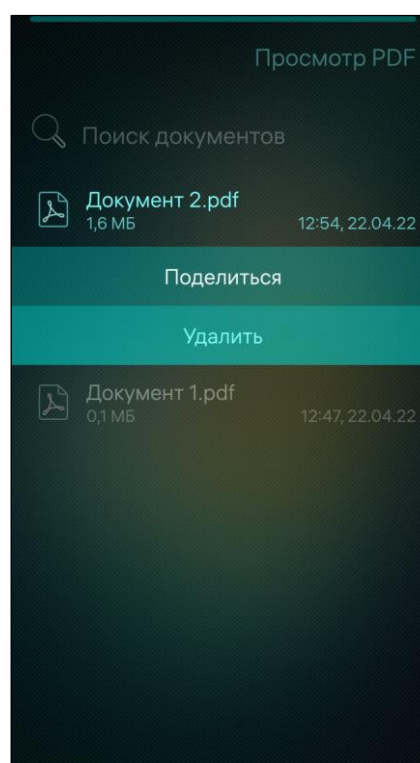 Просмотр PDF
Поиск документов
Документ 2.pdf
1,6 МБ 12:54, 22.04.22
Поделиться
Удалить
Документ 1.pdf
0,1 МБ 12:47, 22.04.22